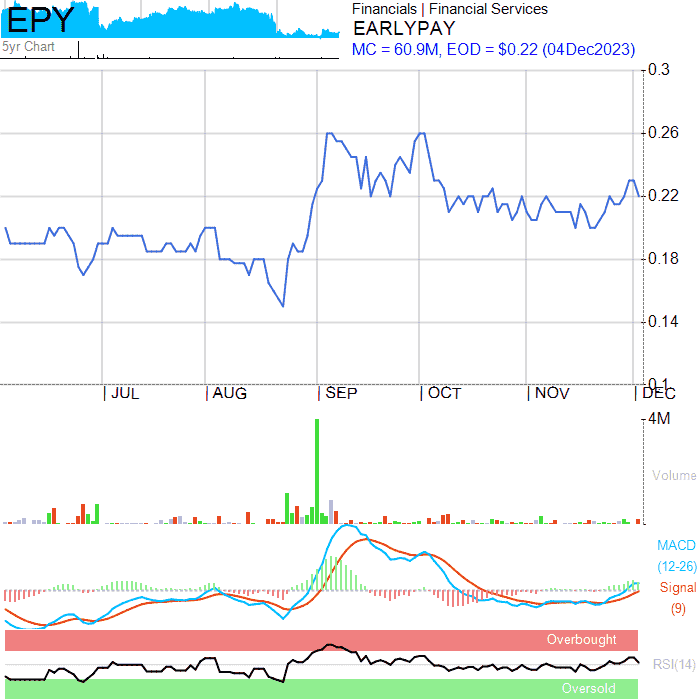 EPY
5yr Chart
Financials | Financial Services
EARLYPAY
MC = 60.9M, EOD = $0.22 (04Dec2023)
0.3
0.26
0.22
0.18
0.14
0.1
JUL AUG SEP OCT NOV DEC
4M
Volume
MACD
(12-26)
Signal
(9)
Overbought
RSI(14)
Oversold